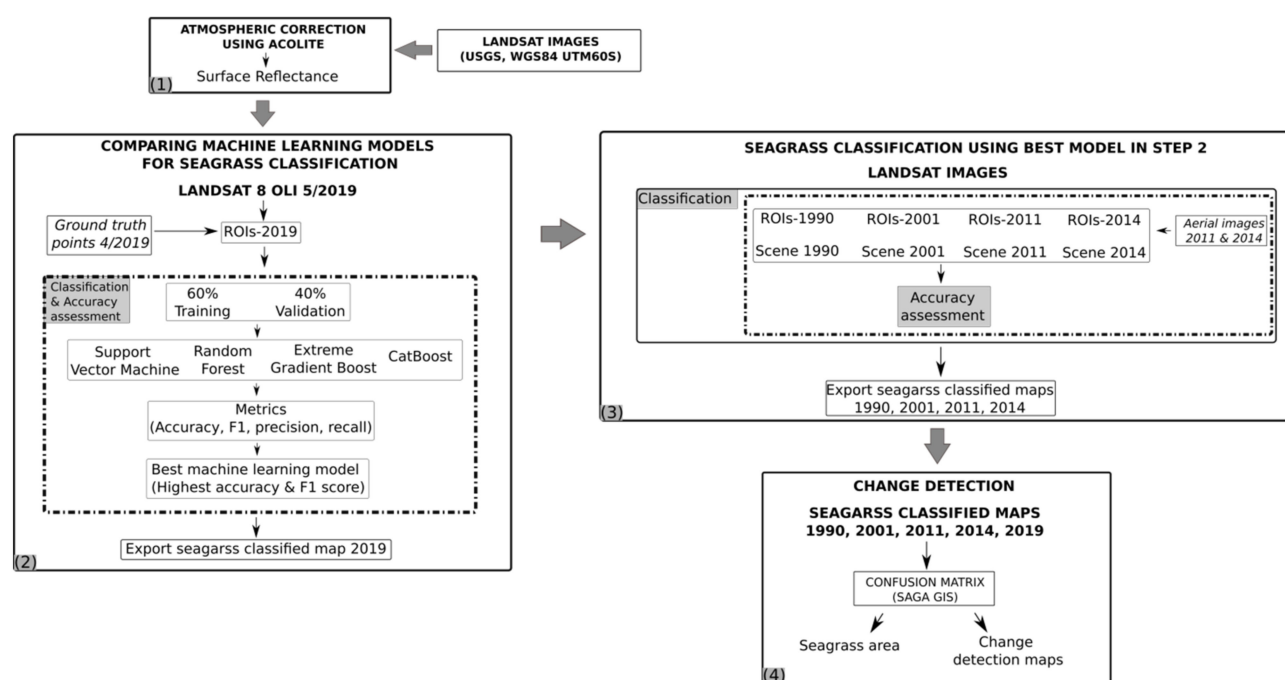 ATMOSPHERIC CORRECTION
USING ACOLITE
Surface Reflectance
(1)
LANDSAT IMAGES
(USGS, WGS84 UTM60S)
COMPARING MACHINE LEARNING MODELS
FOR SEAGRASS CLASSIFICATION
LANDSAT 8 OLI 5/2019
Ground truth
points 4/2019
ROIs-2019
Classification
& Accuracy
assessment
60%
Training
40%
Validation
Support
Vector Machine
Random
Forest
Extreme
Gradient Boost
CatBoost
Metrics
(Accuracy, F1, precision, recall)
Best machine learning model
(Highest accuracy & F1 score)
Export seagarss classified map 2019
(2)
SEAGRASS CLASSIFICATION USING BEST MODEL IN STEP 2
LANDSAT IMAGES
Classification
ROIs-1990 ROIs-2001 ROIs-2011 ROIs-2014
Scene 1990 Scene 2001 Scene 2011 Scene 2014
Aerial images
2011 & 2014
Accuracy
assessment
Export seagarss classified maps
1990, 2001, 2011, 2014
(3)
CHANGE DETECTION
SEAGARSS CLASSIFIED MAPS
1990, 2001, 2011, 2014, 2019
CONFUSION MATRIX
(SAGA GIS)
Seagrass area
Change
detection maps
(4)